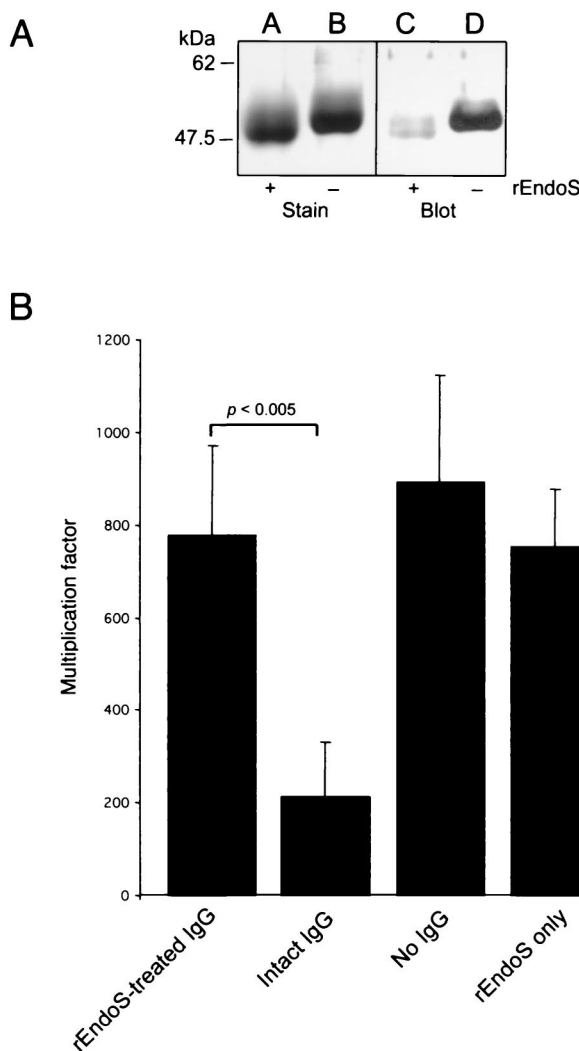 A
kDa
A B C D
62
47.5
+ − + − rEndoS
Stain Blot
B
1200
1000
800
600
400
200
0
Multiplication factor
p < 0.005
rEndoS-treated IgG
Intact IgG
No IgG
rEndoS only